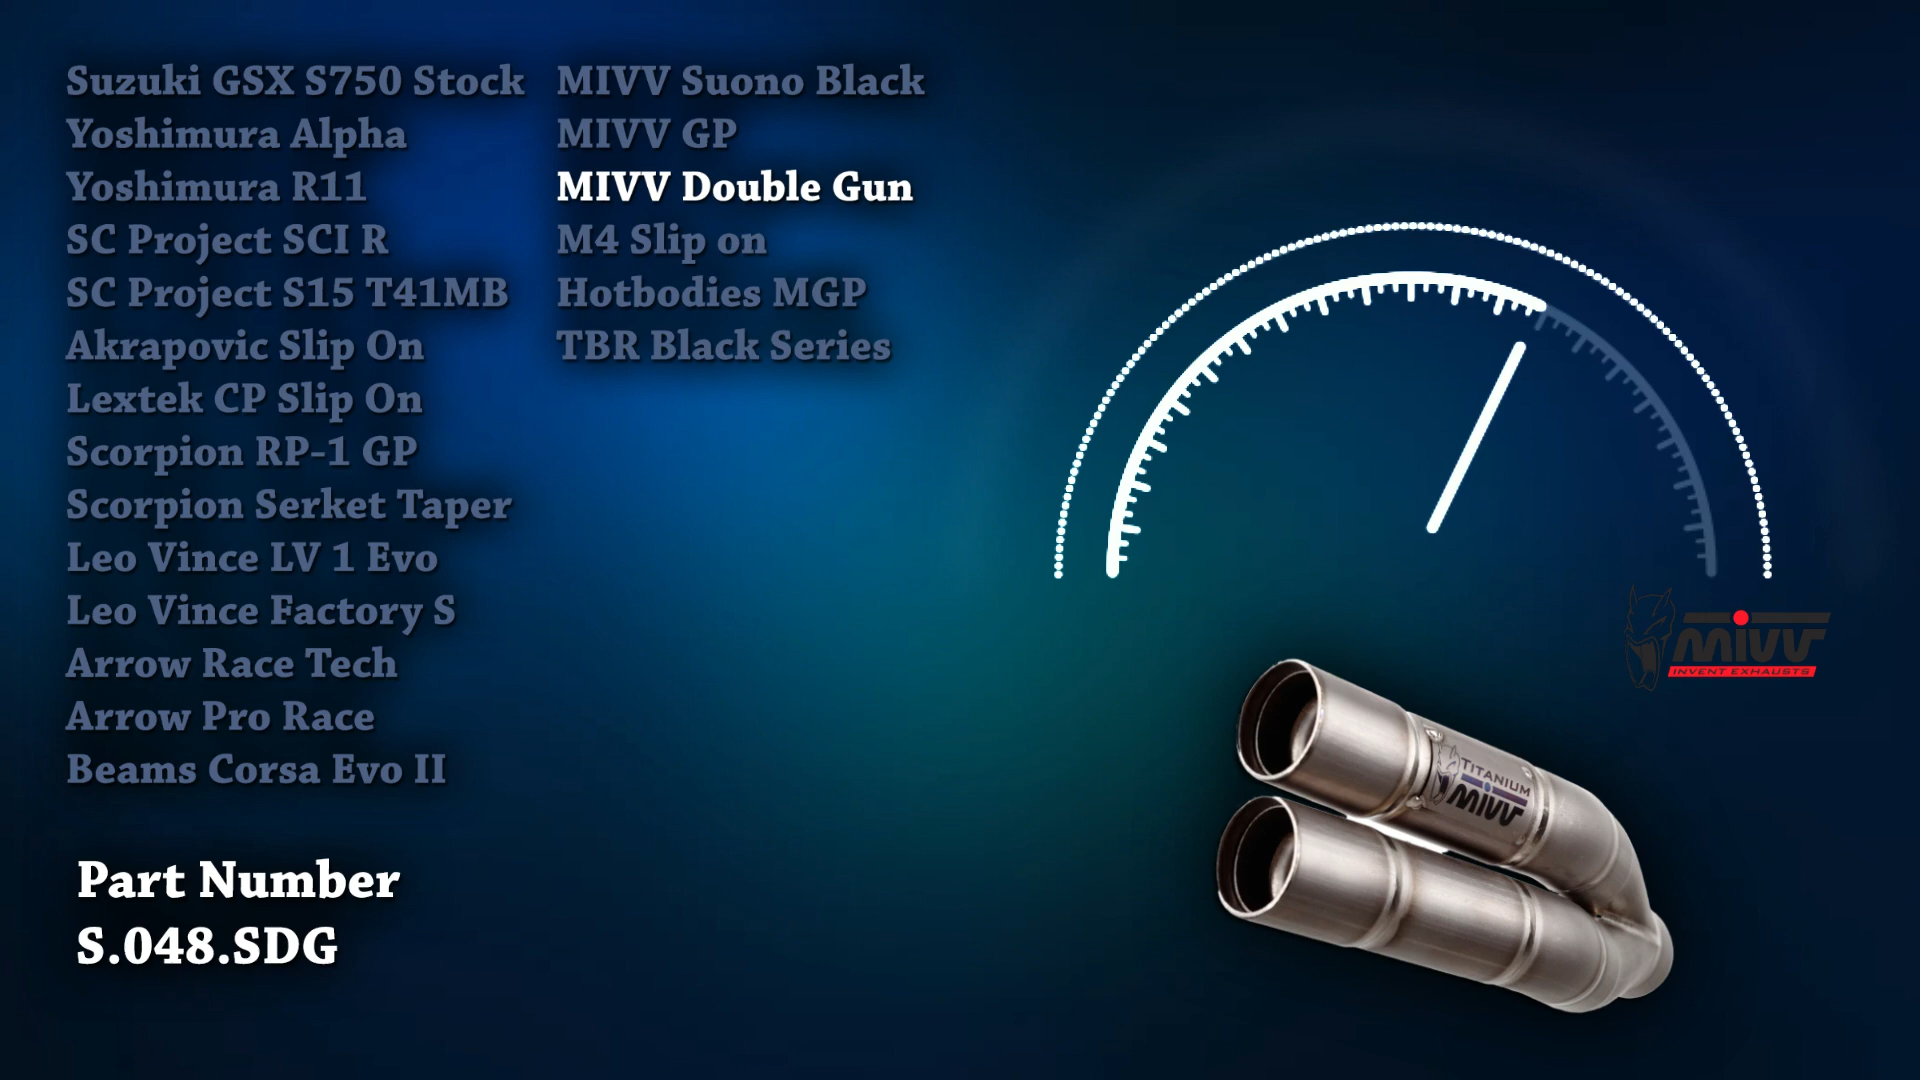 Suzuki GSX S750 Stock
Yoshimura Alpha
Yoshimura R11
SC Project SCI R
SC Project S15 T41MB
Akrapovic Slip On
Lextek CP Slip On
Scorpion RP-1 GP
Scorpion Serket Taper
Leo Vince LV 1 Evo
Leo Vince Factory S
Arrow Race Tech
Arrow Pro Race
Beams Corsa Evo II
MIVV Suono Black
MIVV GP
MIVV Double Gun
M4 Slip on
Hotbodies MGP
TBR Black Series
Part Number
S.048.SDG
mivv
INVENT EXHAUSTS
TITANIUM
mivv